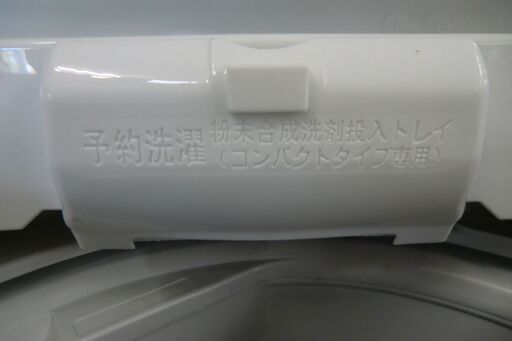 予約洗濯
粉末合成洗剤投入トレイ
（コンパクトタイプ専用）